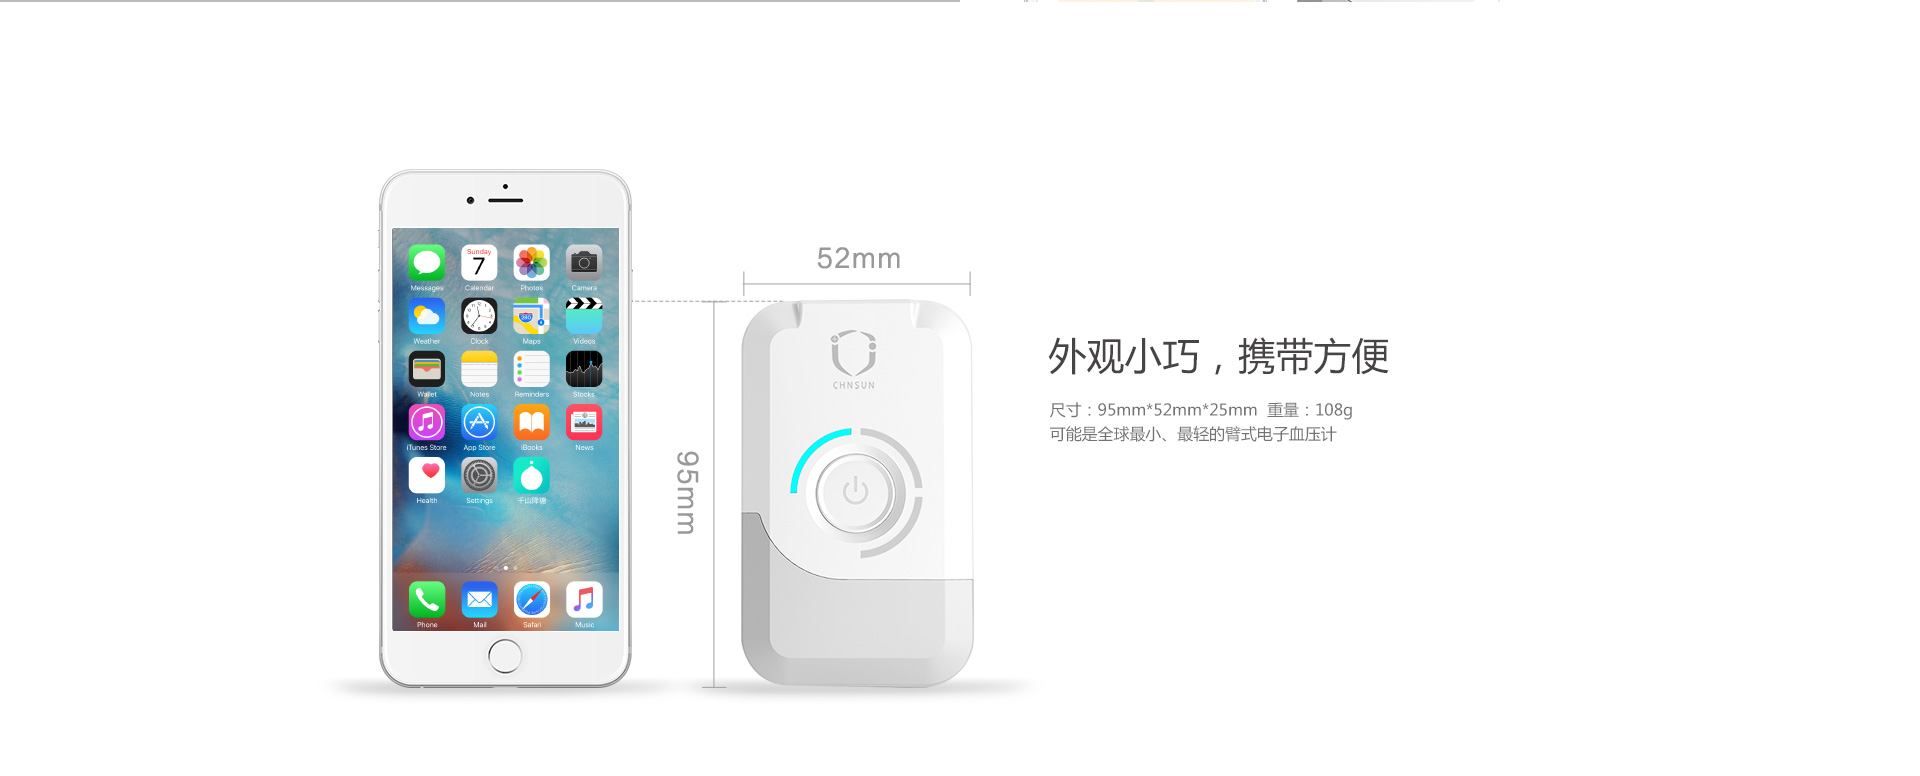 Sunday
7
Messages
Calendar
Photos
Camera
280
Weather
Clock
Maps
Videos
Wallet
Notes
Reminders
Stocks
iTunes Store
App Store
iBooks
News
Health
Settings
千山降糖
Phone
Mail
Safari
Music
52mm
95mm
CHNSUN
外观小巧，携带方便
尺寸：95mm*52mm*25mm 重量：108g
可能是全球最小、最轻的臂式电子血压计